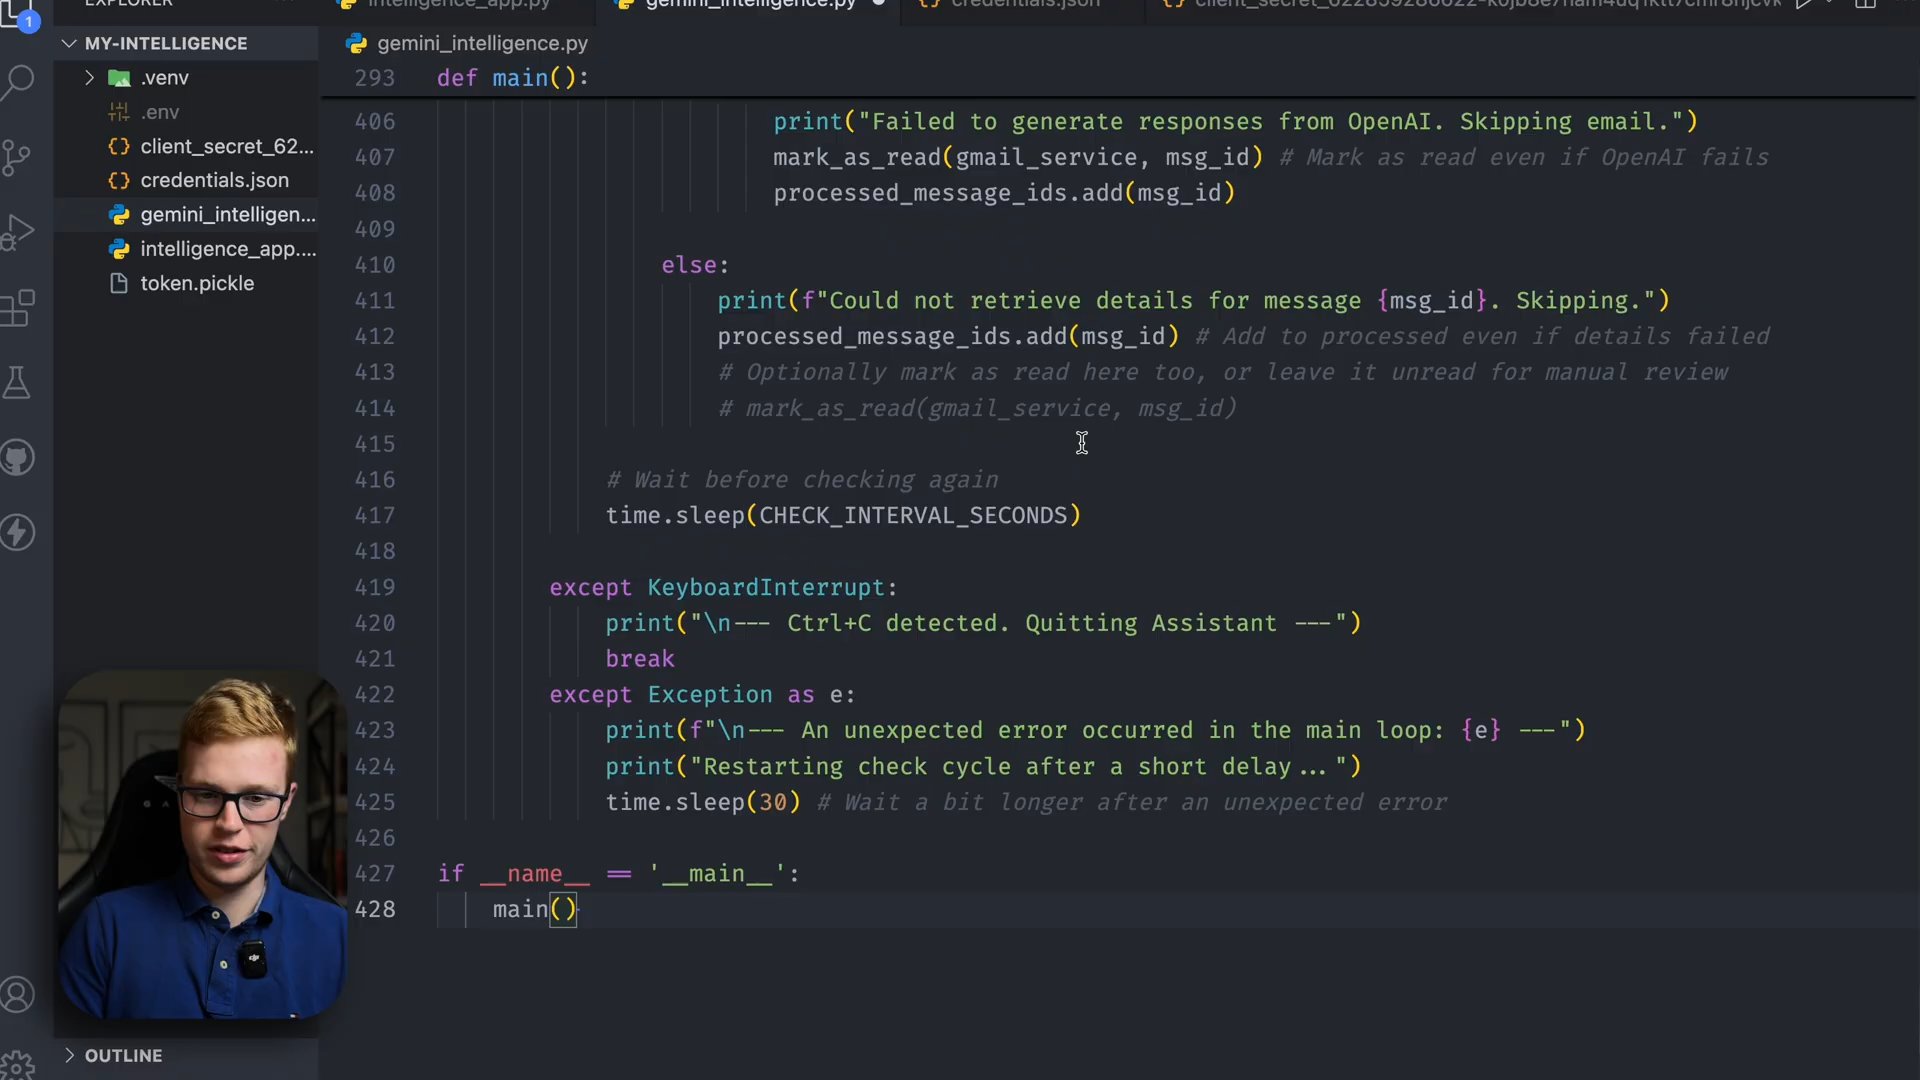 EXPLORER
intelligence_app.py
gemini_intelligence.py
credentials.json
1
MY-INTELLIGENCE
.venv
.env
client_secret_62...
credentials.json
gemini_intelligen...
intelligence_app....
token.pickle
OUTLINE
gemini_intelligence.py
293 def main():
406 print("Failed to generate responses from OpenAI. Skipping email.")
407 mark_as_read(gmail_service, msg_id) # Mark as read even if OpenAI fails
408 processed_message_ids.add(msg_id)
409
410 else:
411 print(f"Could not retrieve details for message {msg_id}. Skipping.")
412 processed_message_ids.add(msg_id) # Add to processed even if details failed
413 # Optionally mark as read here too, or leave it unread for manual review
414 # mark_as_read(gmail_service, msg_id)
415
416 # Wait before checking again
417 time.sleep(CHECK_INTERVAL_SECONDS)
418
419 except KeyboardInterrupt:
420 print("\n--- Ctrl+C detected. Quitting Assistant ---")
421 break
422 except Exception as e:
423 print(f"\n--- An unexpected error occurred in the main loop: {e} ---")
424 print("Restarting check cycle after a short delay...")
425 time.sleep(30) # Wait a bit longer after an unexpected error
426
427 if __name__ == '__main__':
428 main()